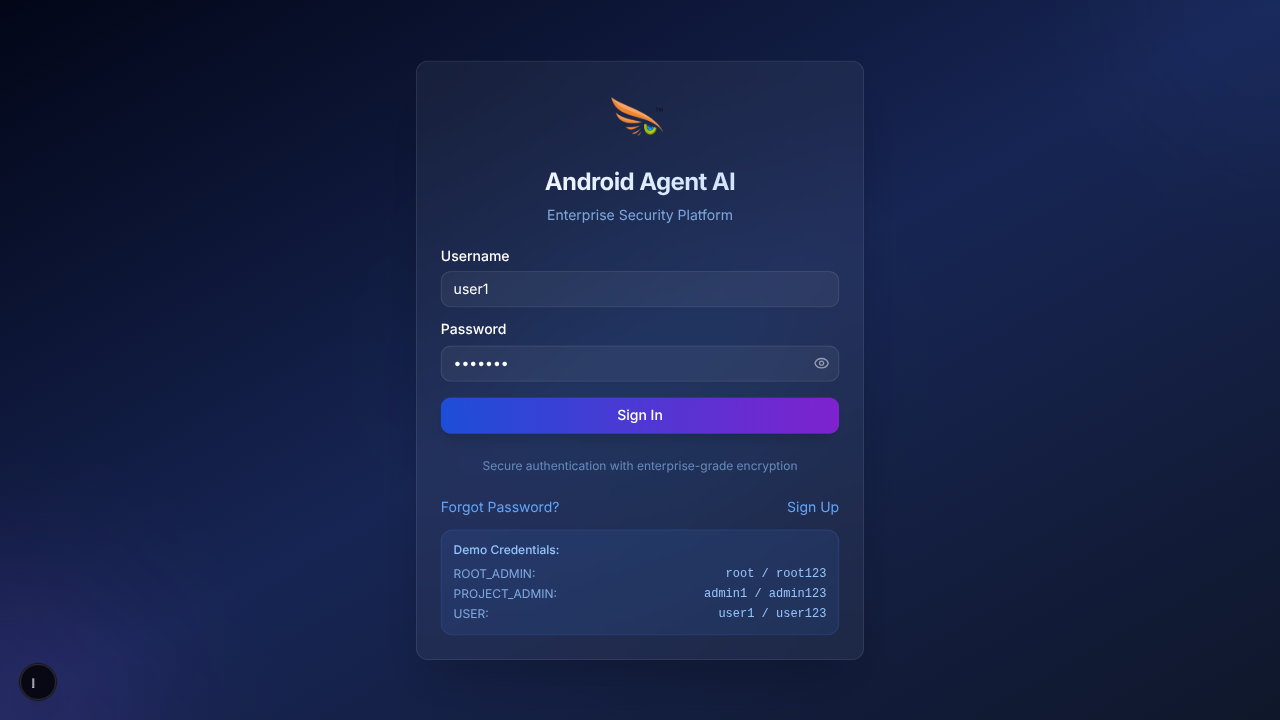 Android Agent AI
Enterprise Security Platform
Username
user1
Password
•••••••
Sign In
Secure authentication with enterprise-grade encryption
Forgot Password? Sign Up
Demo Credentials:
ROOT_ADMIN: root / root123
PROJECT_ADMIN: admin1 / admin123
USER: user1 / user123